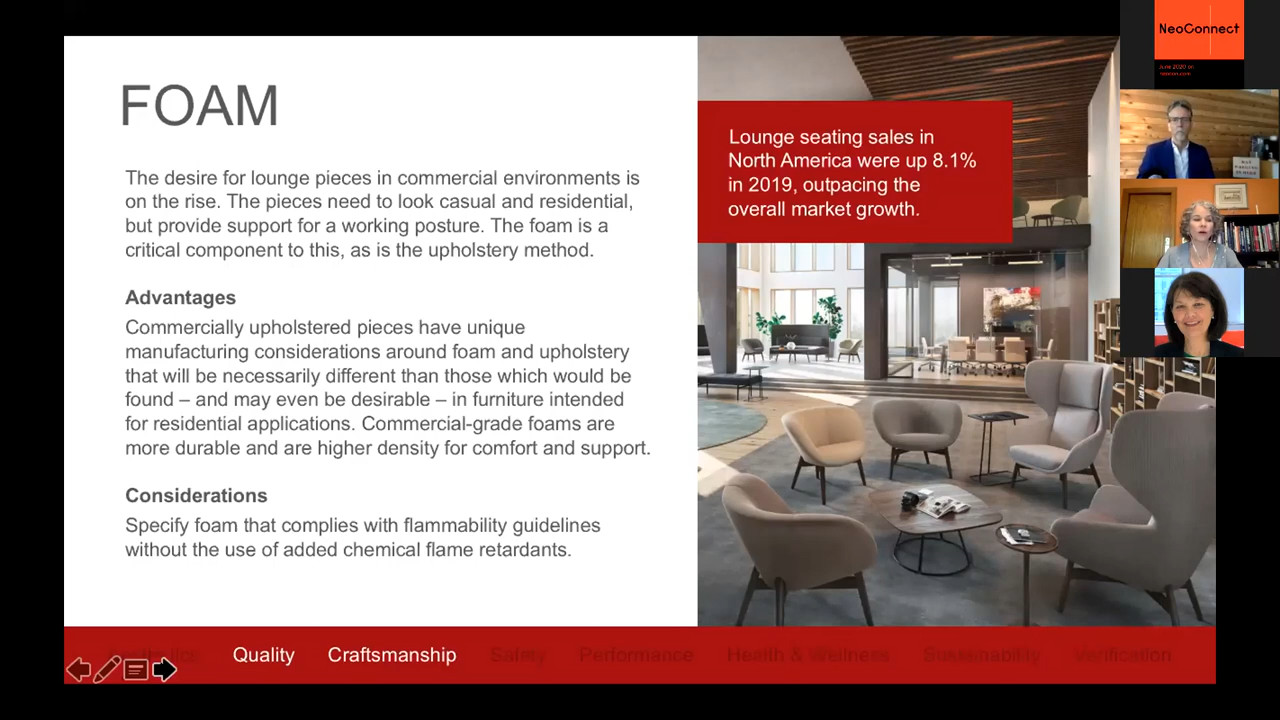 FOAM
The desire for lounge pieces in commercial environments is
on the rise. The pieces need to look casual and residential,
but provide support for a working posture. The foam is a
critical component to this, as is the upholstery method.
Advantages
Commercially upholstered pieces have unique
manufacturing considerations around foam and upholstery
that will be necessarily different than those which would be
found – and may even be desirable – in furniture intended
for residential applications. Commercial-grade foams are
more durable and are higher density for comfort and support.
Considerations
Specify foam that complies with flammability guidelines
without the use of added chemical flame retardants.
Lounge seating sales in
North America were up 8.1%
in 2019, outpacing the
overall market growth.
Quality Craftsmanship Safety Performance Health & Wellness Sustainability Verification
NeoConnect
June 2020 on